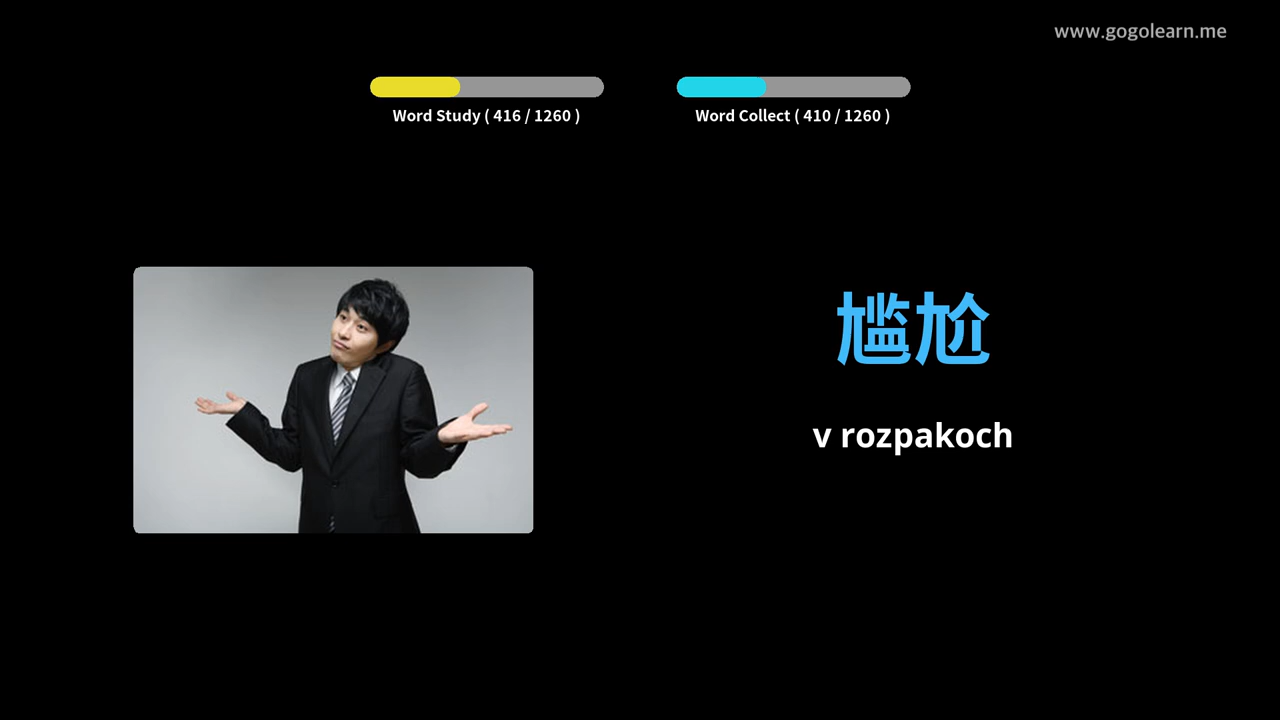 www.gogolearn.me
Word Study ( 416 / 1260 )
Word Collect ( 410 / 1260 )
尴尬
v rozpakoch